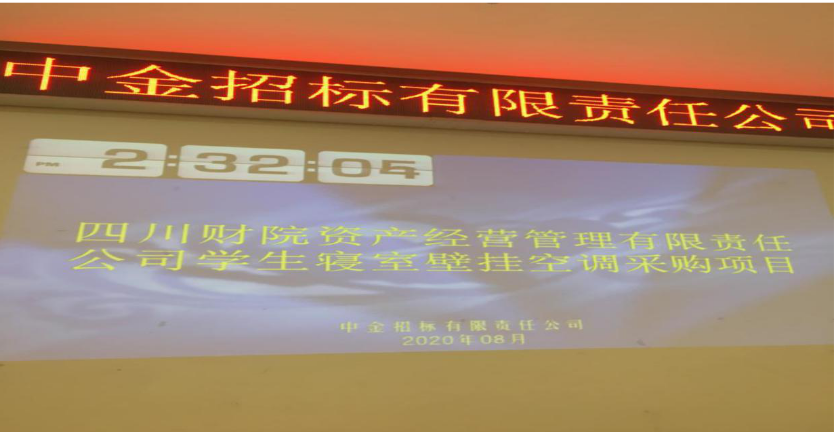 中金招标有限责任公司
PM 2:32:05
四川财院资产经营管理有限责任
公司学生寝室壁挂空调采购项目
中金招标有限责任公司
2020年08月